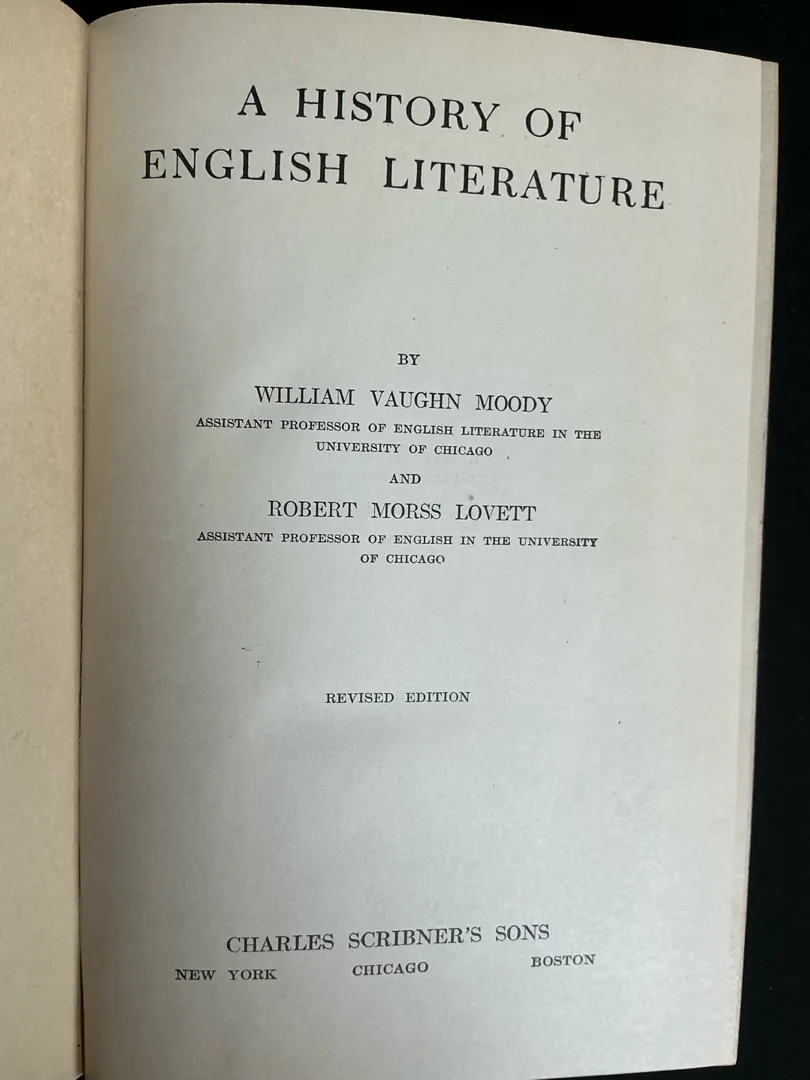 A HISTORY OF
ENGLISH LITERATURE
BY
WILLIAM VAUGHN MOODY
ASSISTANT PROFESSOR OF ENGLISH LITERATURE IN THE
UNIVERSITY OF CHICAGO
AND
ROBERT MORSS LOVETT
ASSISTANT PROFESSOR OF ENGLISH IN THE UNIVERSITY
OF CHICAGO
REVISED EDITION
CHARLES SCRIBNER'S SONS
NEW YORK CHICAGO BOSTON